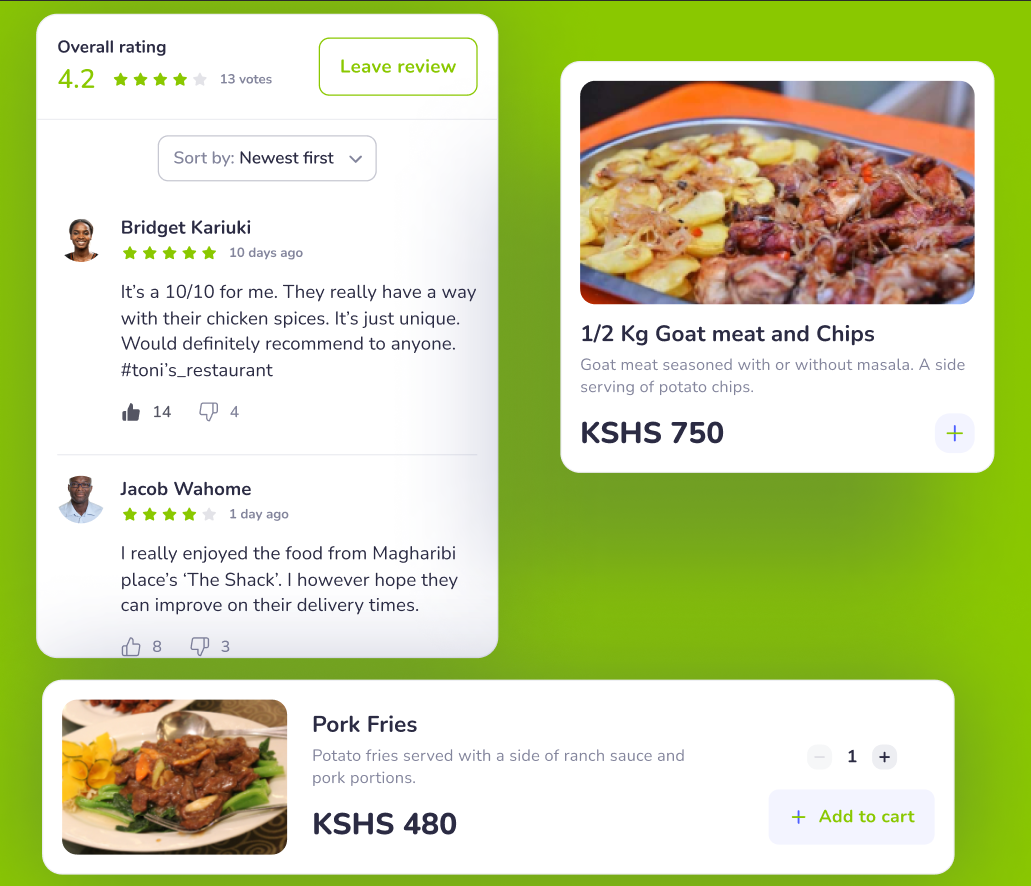 Overall rating
4.2 13 votes
Leave review
Sort by: Newest first
Bridget Kariuki
10 days ago
It’s a 10/10 for me. They really have a way
with their chicken spices. It’s just unique.
Would definitely recommend to anyone.
#toni’s_restaurant
14 4
Jacob Wahome
1 day ago
I really enjoyed the food from Magharibi
place’s ‘The Shack’. I however hope they
can improve on their delivery times.
8 3
1/2 Kg Goat meat and Chips
Goat meat seasoned with or without masala. A side
serving of potato chips.
KSHS 750
+
Pork Fries
Potato fries served with a side of ranch sauce and
pork portions.
KSHS 480
− 1 +
+ Add to cart